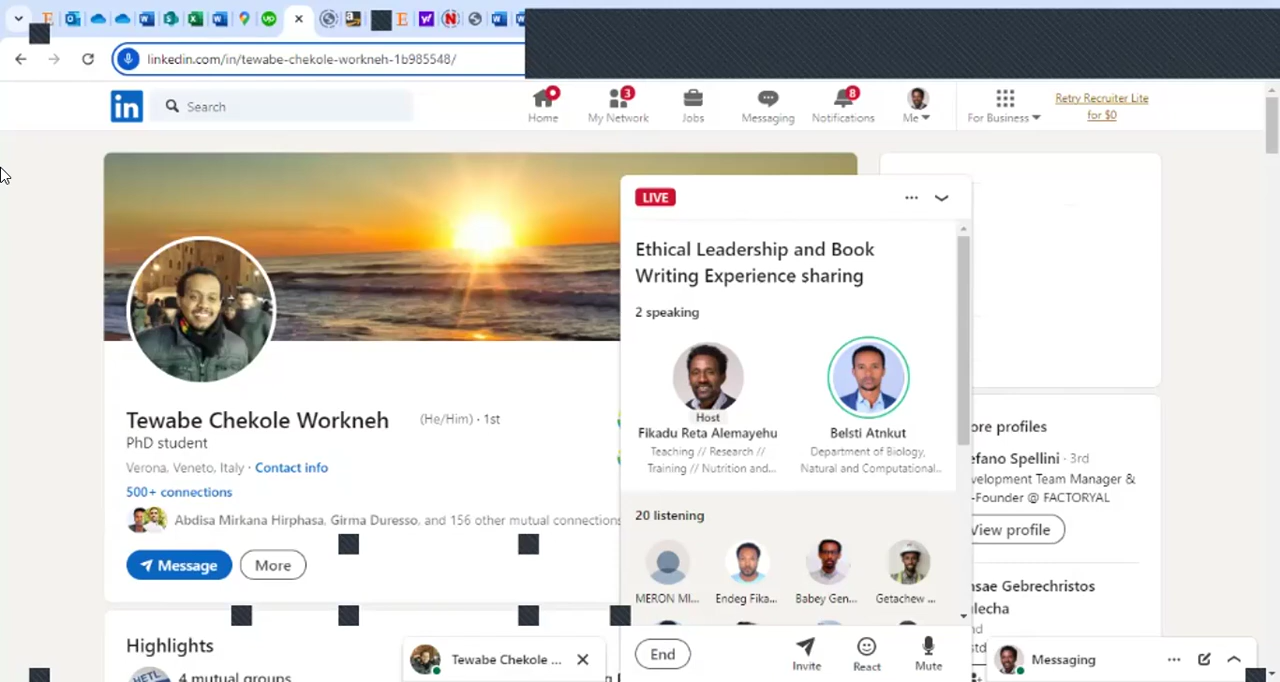 linkedin.com/in/tewabe-chekole-workneh-1b985548/
in
Search
3
8
Home
My Network
Jobs
Messaging
Notifications
Me
For Business
Retry Recruiter Lite
for $0
LIVE
Ethical Leadership and Book
Writing Experience sharing
2 speaking
Host
Fikadu Reta Alemayehu
Teaching // Research //
Training // Nutrition and...
Belsti Atnkut
Department of Biology,
Natural and Computational...
20 listening
MERON MI...
Endeg Fika...
Babey Gen...
Getachew ...
End
Invite
React
Mute
Tewabe Chekole Workneh
(He/Him) · 1st
PhD student
Verona, Veneto, Italy · Contact info
500+ connections
Abdisa Mirkana Hirphasa, Girma Duresso, and 156 other mutual connections
Message
More
Highlights
4 mutual groups
Tewabe Chekole ...
ore profiles
efano Spellini · 3rd
velopment Team Manager &
-Founder @ FACTORYAL
View profile
nsae Gebrechristos
ulecha
Messaging